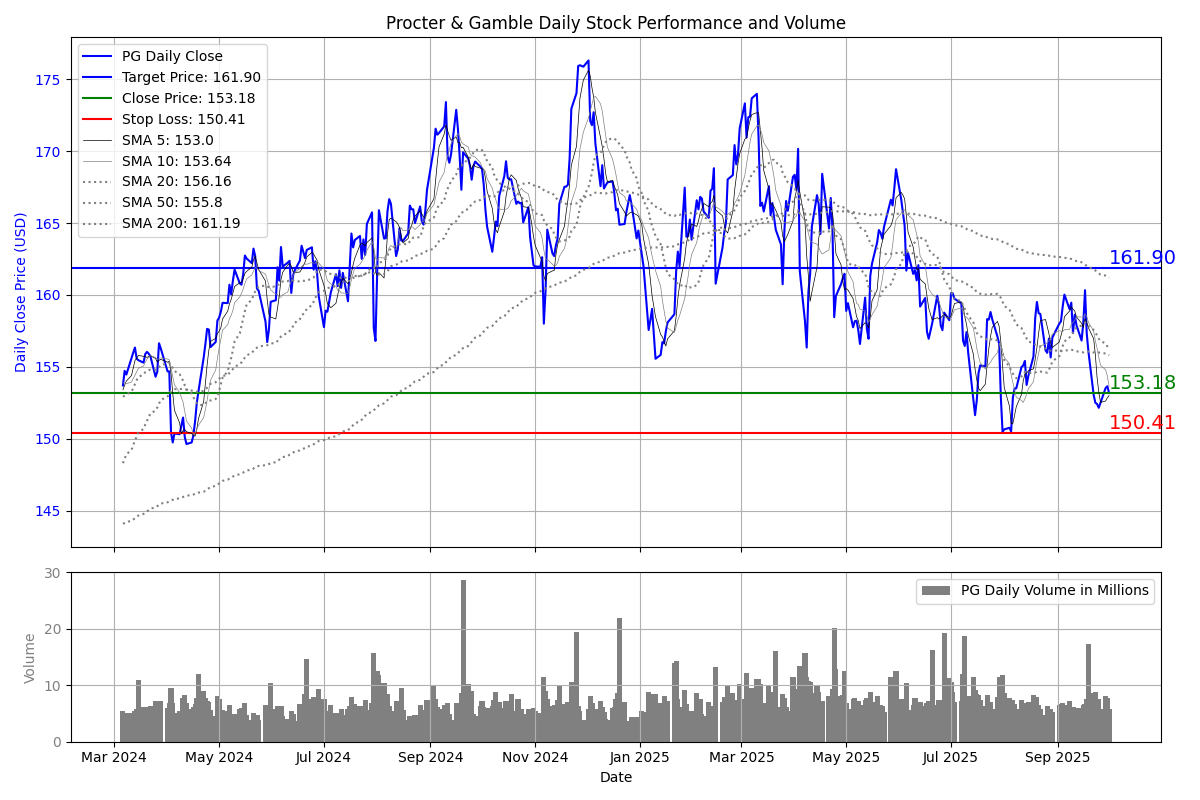 Procter & Gamble Daily Stock Performance and Volume
PG Daily Close
Target Price: 161.90
Close Price: 153.18
Stop Loss: 150.41
SMA 5: 153.0
SMA 10: 153.64
SMA 20: 156.16
SMA 50: 155.8
SMA 200: 161.19
Daily Close Price (USD)
175
170
165
160
155
150
145
161.90
153.18
150.41
PG Daily Volume in Millions
Volume
30
20
10
0
Mar 2024 May 2024 Jul 2024 Sep 2024 Nov 2024 Jan 2025 Mar 2025 May 2025 Jul 2025 Sep 2025
Date